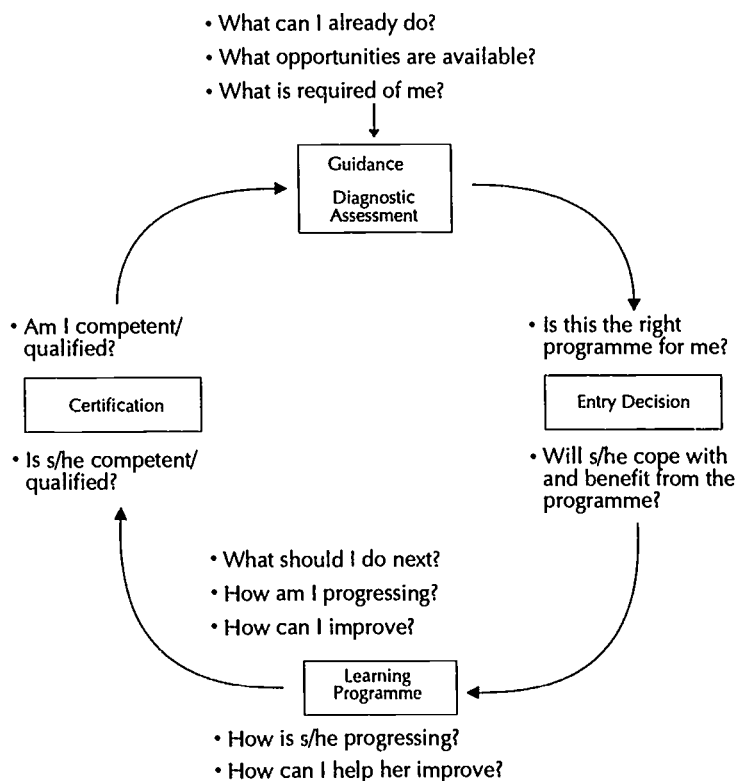 • What can I already do?
• What opportunities are available?
• What is required of me?
Guidance
Diagnostic
Assessment
• Am I competent/
qualified?
Certification
• Is s/he competent/
qualified?
• Is this the right
programme for me?
Entry Decision
• Will s/he cope with
and benefit from the
programme?
• What should I do next?
• How am I progressing?
• How can I improve?
Learning
Programme
• How is s/he progressing?
• How can I help her improve?